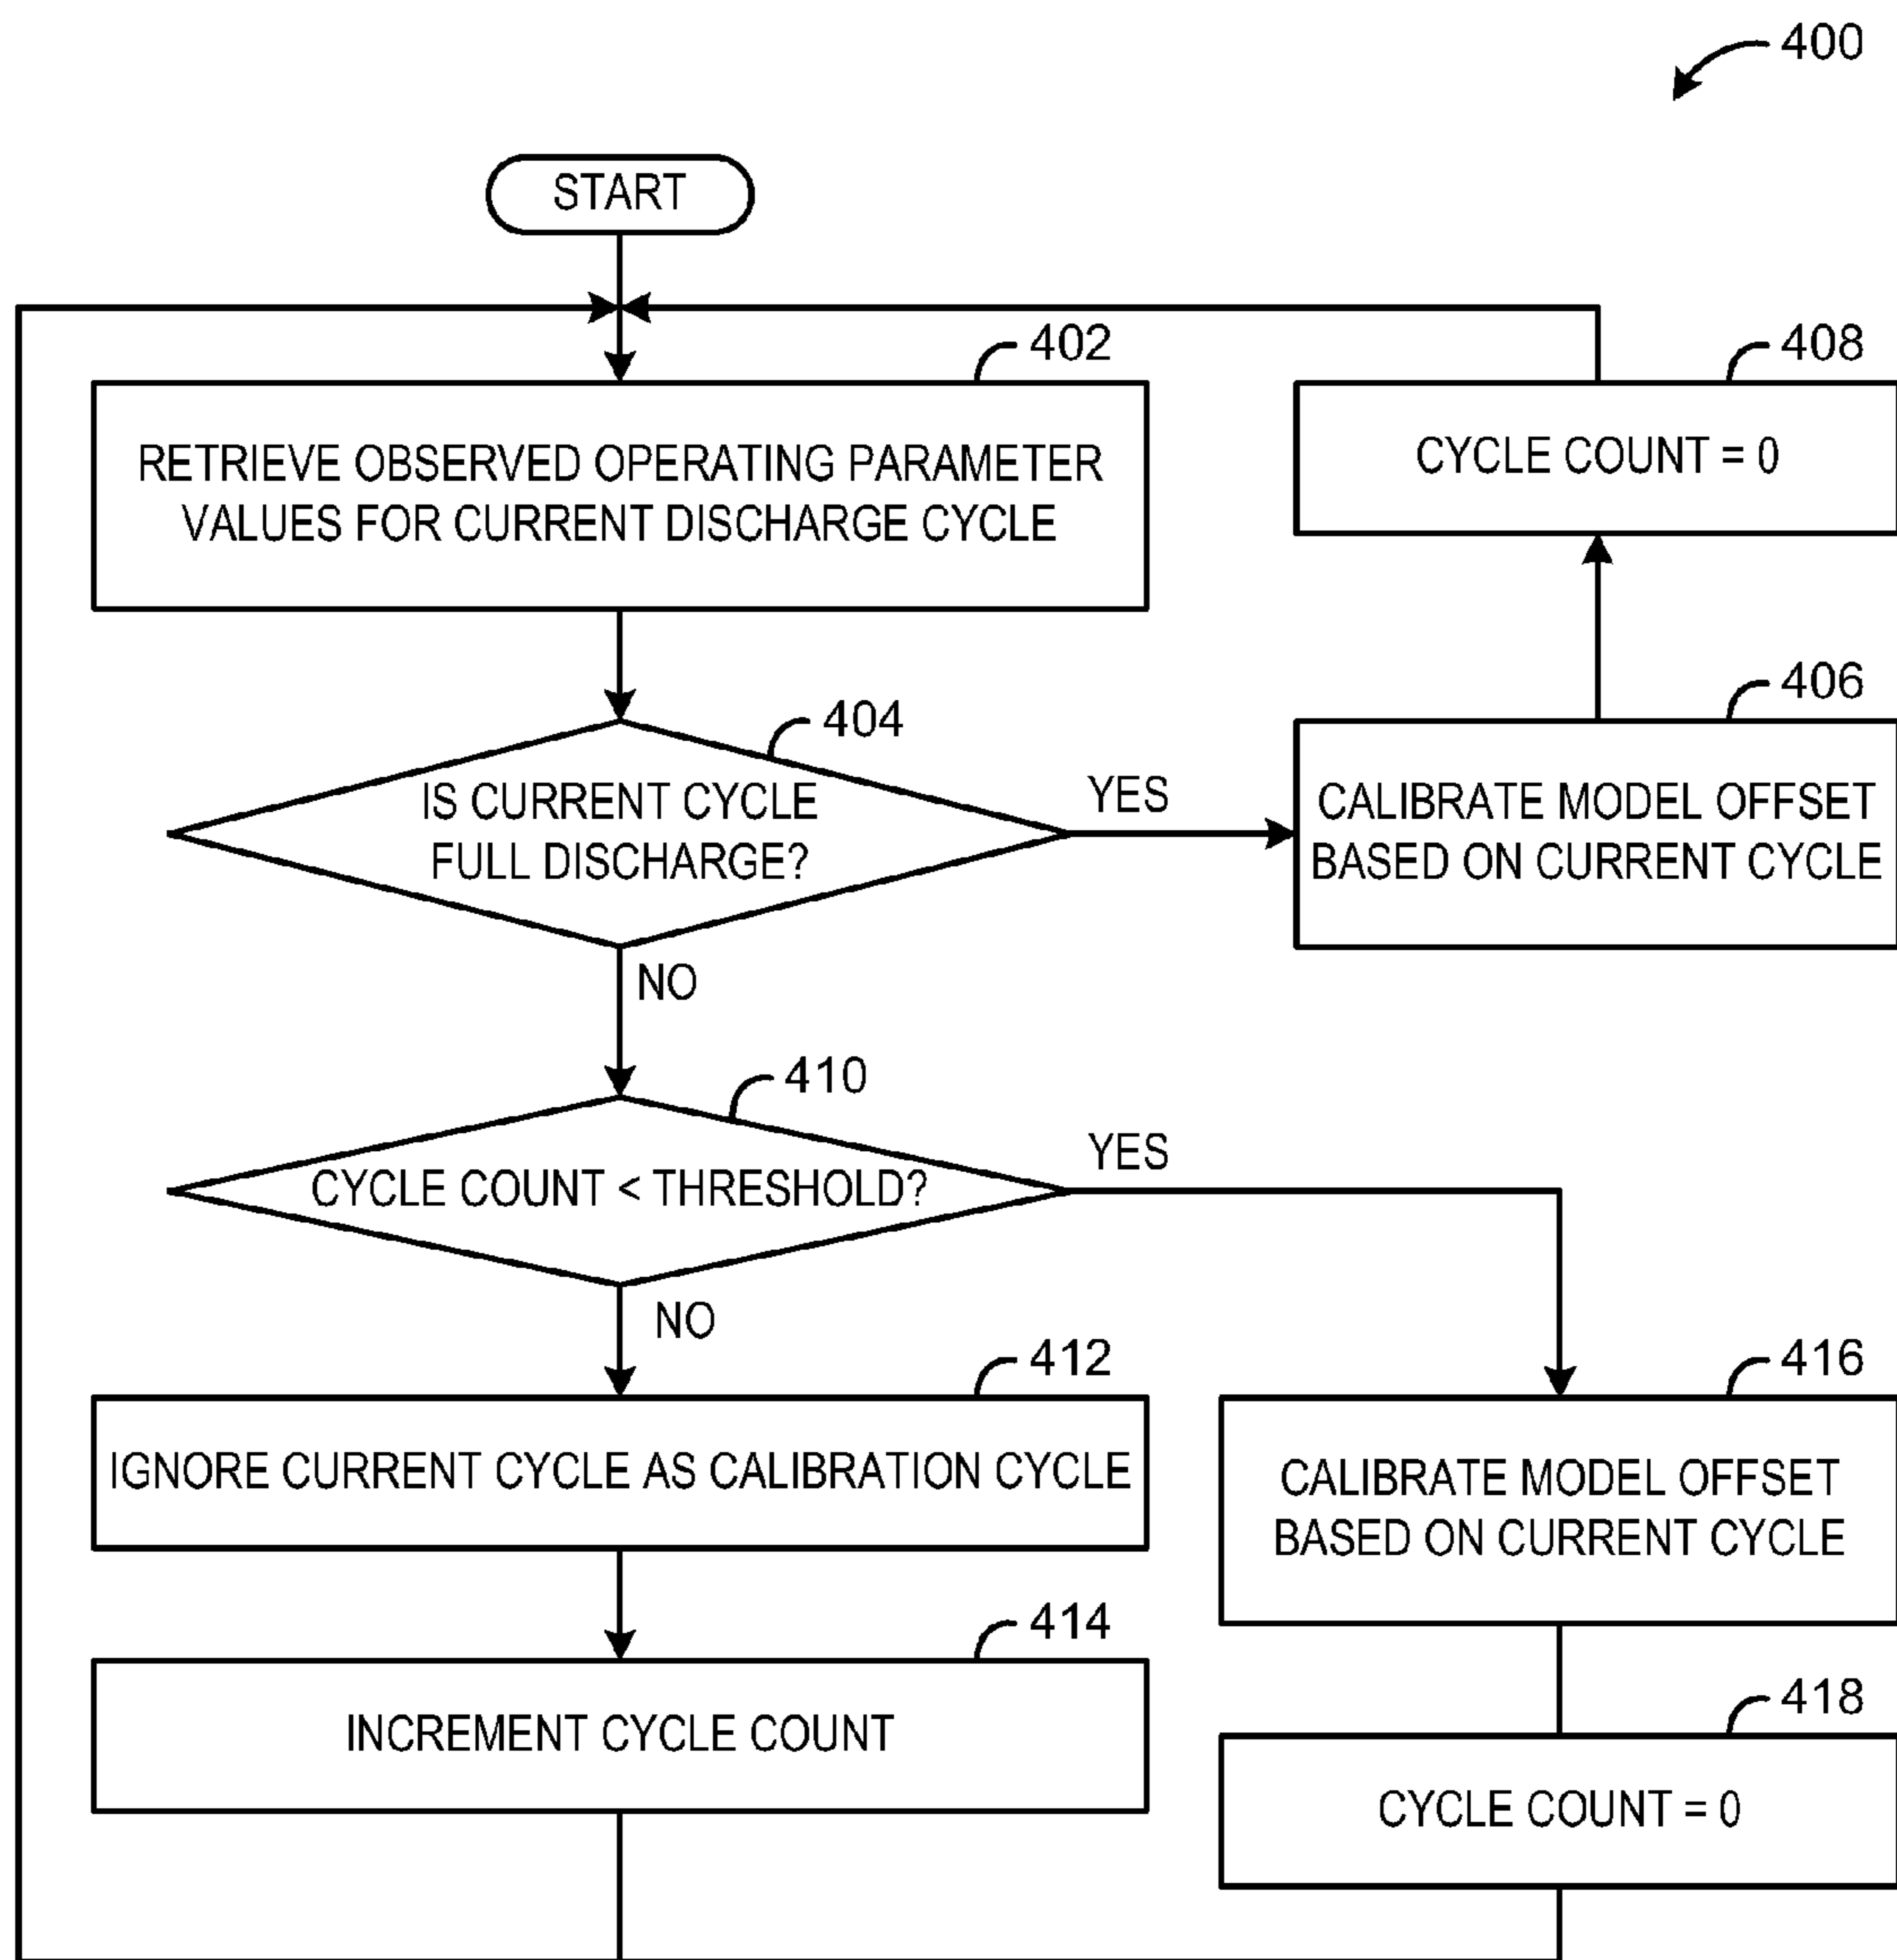 400
START
402
RETRIEVE OBSERVED OPERATING PARAMETER
VALUES FOR CURRENT DISCHARGE CYCLE
408
CYCLE COUNT = 0
404
IS CURRENT CYCLE
FULL DISCHARGE?
YES
406
CALIBRATE MODEL OFFSET
BASED ON CURRENT CYCLE
NO
410
CYCLE COUNT < THRESHOLD?
YES
NO
412
IGNORE CURRENT CYCLE AS CALIBRATION CYCLE
416
CALIBRATE MODEL OFFSET
BASED ON CURRENT CYCLE
414
INCREMENT CYCLE COUNT
418
CYCLE COUNT = 0